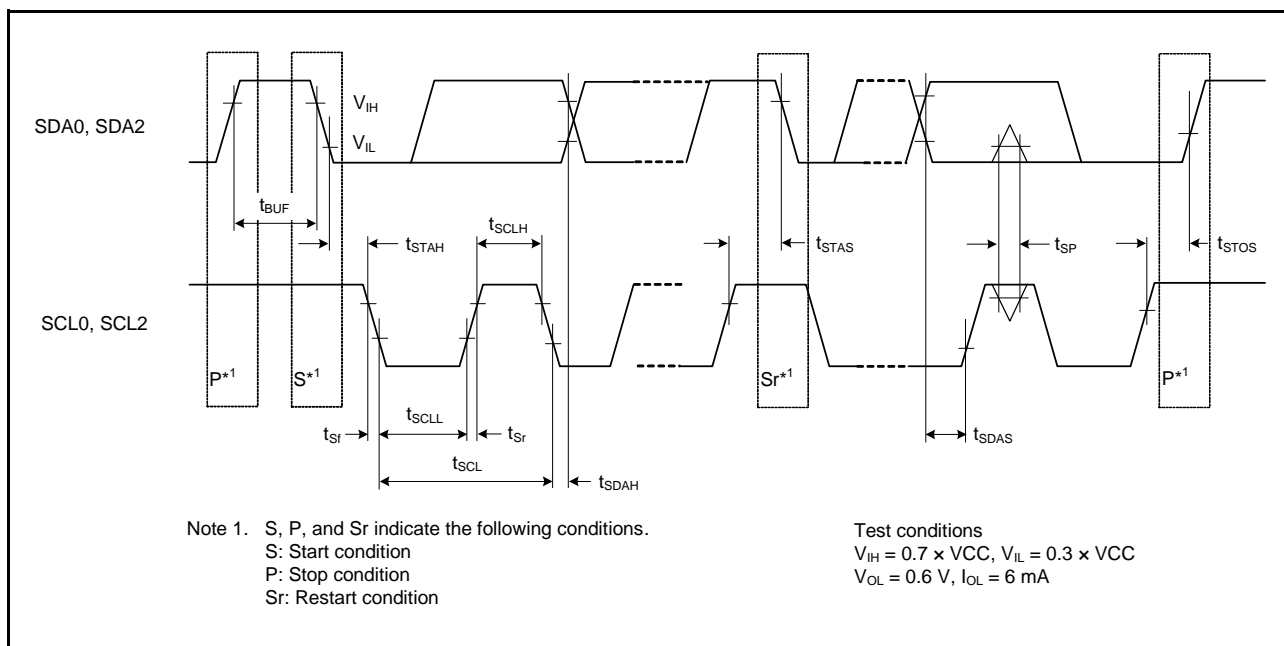 SDA0, SDA2
V_IH
V_IL
t_BUF
t_STAH
t_SCLH
t_STAS
t_SP
t_STOS
SCL0, SCL2
P*1
S*1
Sr*1
P*1
t_Sf
t_SCLL
t_Sr
t_SCL
t_SDAH
t_SDAS
Note 1. S, P, and Sr indicate the following conditions.
S: Start condition
P: Stop condition
Sr: Restart condition
Test conditions
V_IH = 0.7 × VCC, V_IL = 0.3 × VCC
V_OL = 0.6 V, I_OL = 6 mA